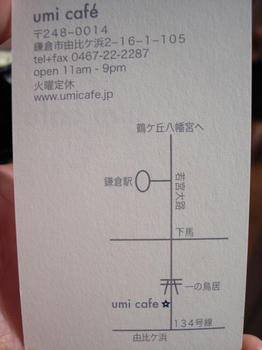 umi café
〒248-0014
鎌倉市由比ケ浜2-16-1-105
tel+fax 0467-22-2287
open 11am - 9pm
火曜定休
www.umicafe.jp
鶴ケ丘八幡宮へ
鎌倉駅
若宮大路
下馬
一の鳥居
umi cafe
134号線
由比ケ浜